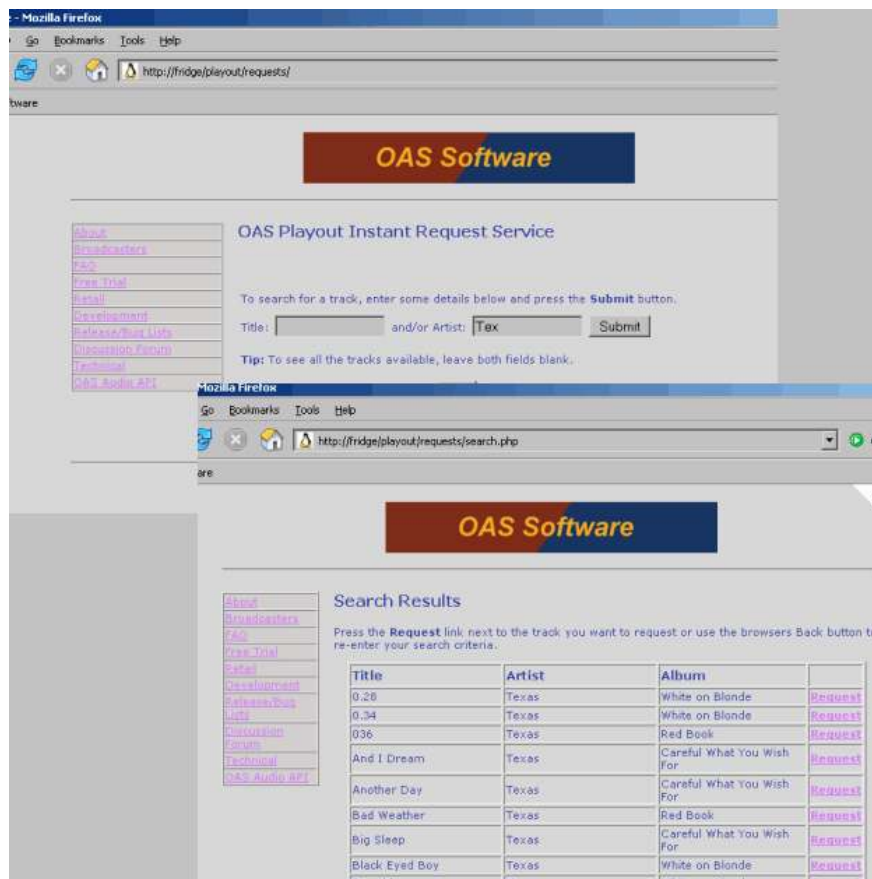 - Mozilla Firefox
Go Bookmarks Tools Help
http://fridge/playout/requests/
tware
OAS Software
About
Broadcasters
FAQ
Free Trial
Retail
Development
Release/Bug Lists
Discussion Forum
Technical
OAS Audio API
OAS Playout Instant Request Service
To search for a track, enter some details below and press the Submit button.
Title: and/or Artist: Tex Submit
Tip: To see all the tracks available, leave both fields blank.
Mozilla Firefox
Go Bookmarks Tools Help
http://fridge/playout/requests/search.php
are
OAS Software
About
Broadcasters
FAQ
Free Trial
Retail
Development
Release/Bug
Lists
Discussion
Forum
Technical
OAS Audio API
Search Results
Press the Request link next to the track you want to request or use the browsers Back button t
re-enter your search criteria.
Title Artist Album
0.28 Texas White on Blonde Request
0.34 Texas White on Blonde Request
036 Texas Red Book Request
And I Dream Texas Careful What You Wish
For Request
Another Day Texas Careful What You Wish
For Request
Bad Weather Texas Red Book Request
Big Sleep Texas Careful What You Wish
For Request
Black Eyed Boy Texas White on Blonde Request